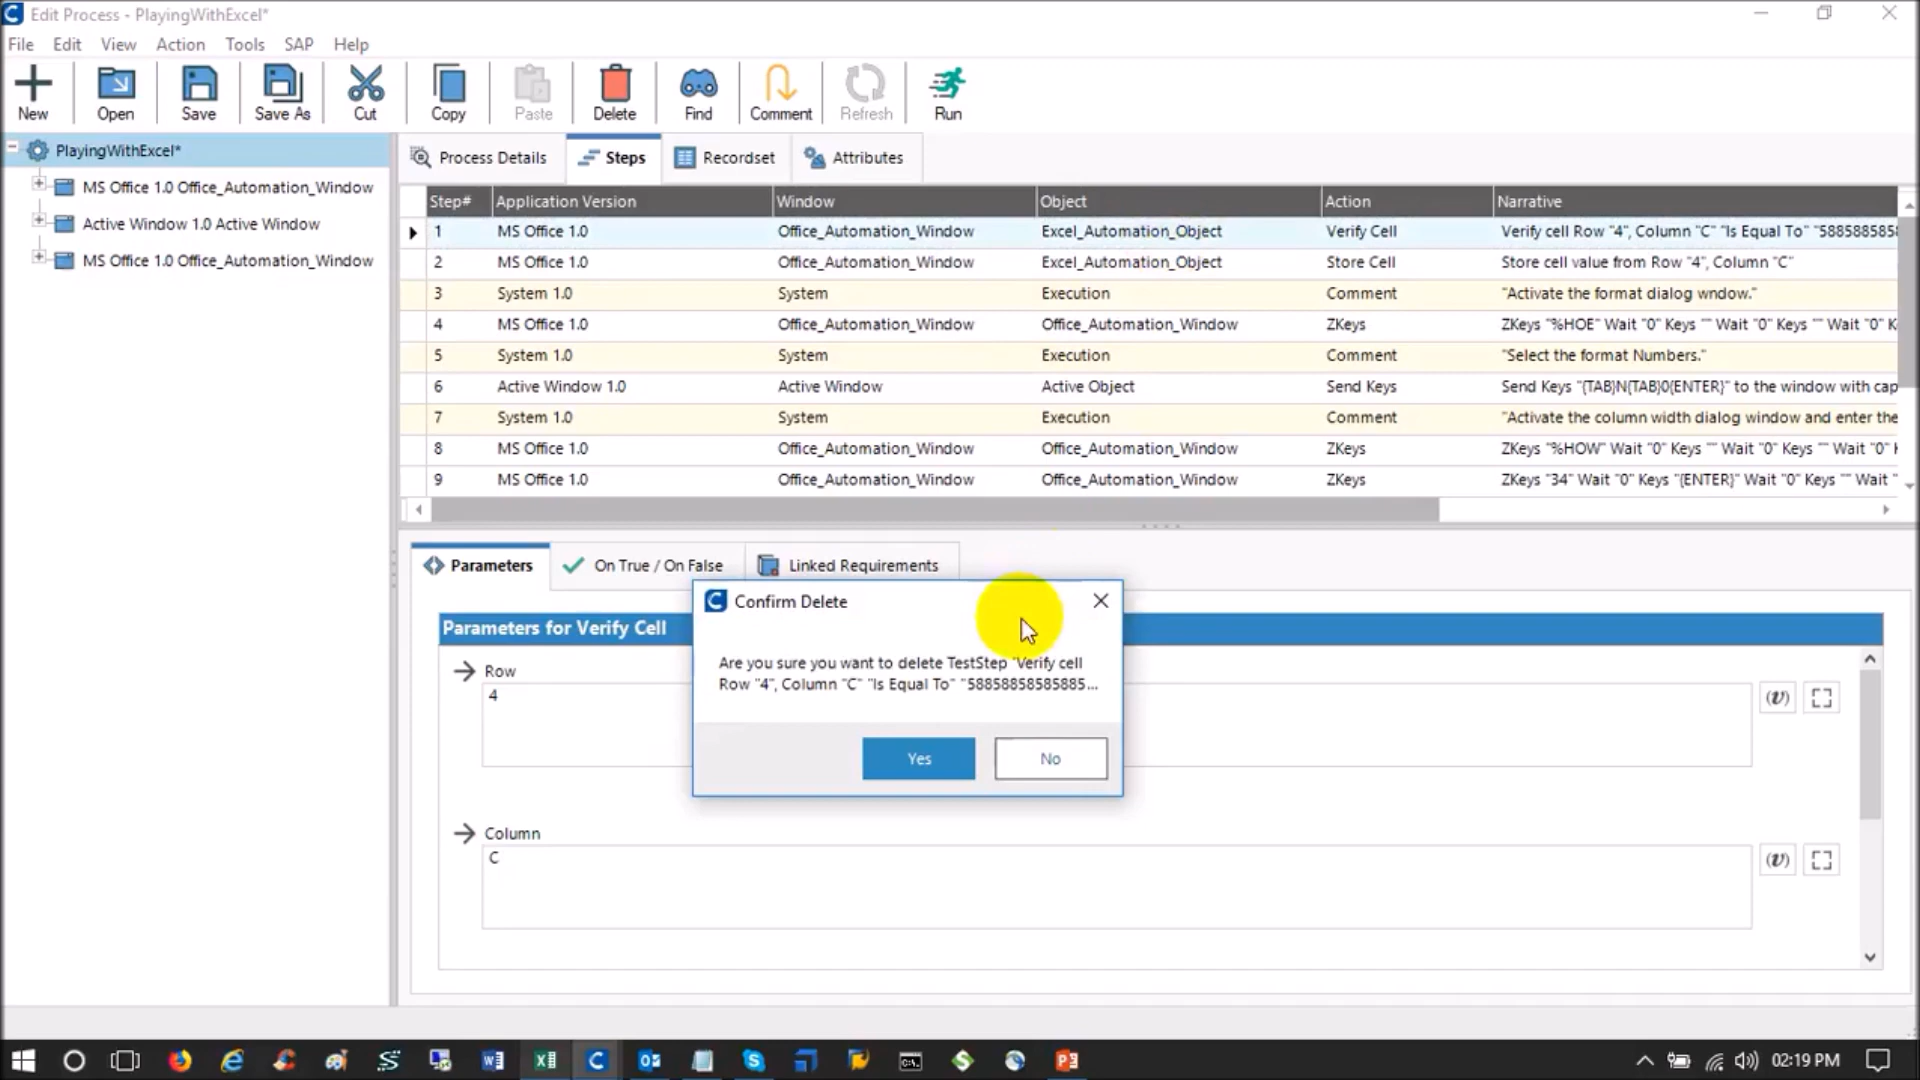 Edit Process - PlayingWithExcel*
File Edit View Action Tools SAP Help
New Open Save Save As Cut Copy Paste Delete Find Comment Refresh Run
PlayingWithExcel*
MS Office 1.0 Office_Automation_Window
Active Window 1.0 Active Window
MS Office 1.0 Office_Automation_Window
Process Details Steps Recordset Attributes
Step# Application Version Window Object Action Narrative
1 MS Office 1.0 Office_Automation_Window Excel_Automation_Object Verify Cell Verify cell Row "4", Column "C" "Is Equal To" "588588585
2 MS Office 1.0 Office_Automation_Window Excel_Automation_Object Store Cell Store cell value from Row "4", Column "C"
3 System 1.0 System Execution Comment "Activate the format dialog wndow."
4 MS Office 1.0 Office_Automation_Window Office_Automation_Window ZKeys ZKeys "%HOE" Wait "0" Keys "" Wait "0" Keys "" Wait "0" K
5 System 1.0 System Execution Comment "Select the format Numbers."
6 Active Window 1.0 Active Window Active Object Send Keys Send Keys "{TAB}N{TAB}0{ENTER}" to the window with cap
7 System 1.0 System Execution Comment "Activate the column width dialog window and enter the
8 MS Office 1.0 Office_Automation_Window Office_Automation_Window ZKeys ZKeys "%HOW" Wait "0" Keys "" Wait "0" Keys "" Wait "0"
9 MS Office 1.0 Office_Automation_Window Office_Automation_Window ZKeys ZKeys "34" Wait "0" Keys "{ENTER}" Wait "0" Keys "" Wait "
Parameters On True / On False Linked Requirements
Parameters for Verify Cell
Row
4
Column
C
Confirm Delete
Are you sure you want to delete TestStep "Verify cell
Row "4", Column "C" "Is Equal To" "58858858585885...
Yes No
02:19 PM